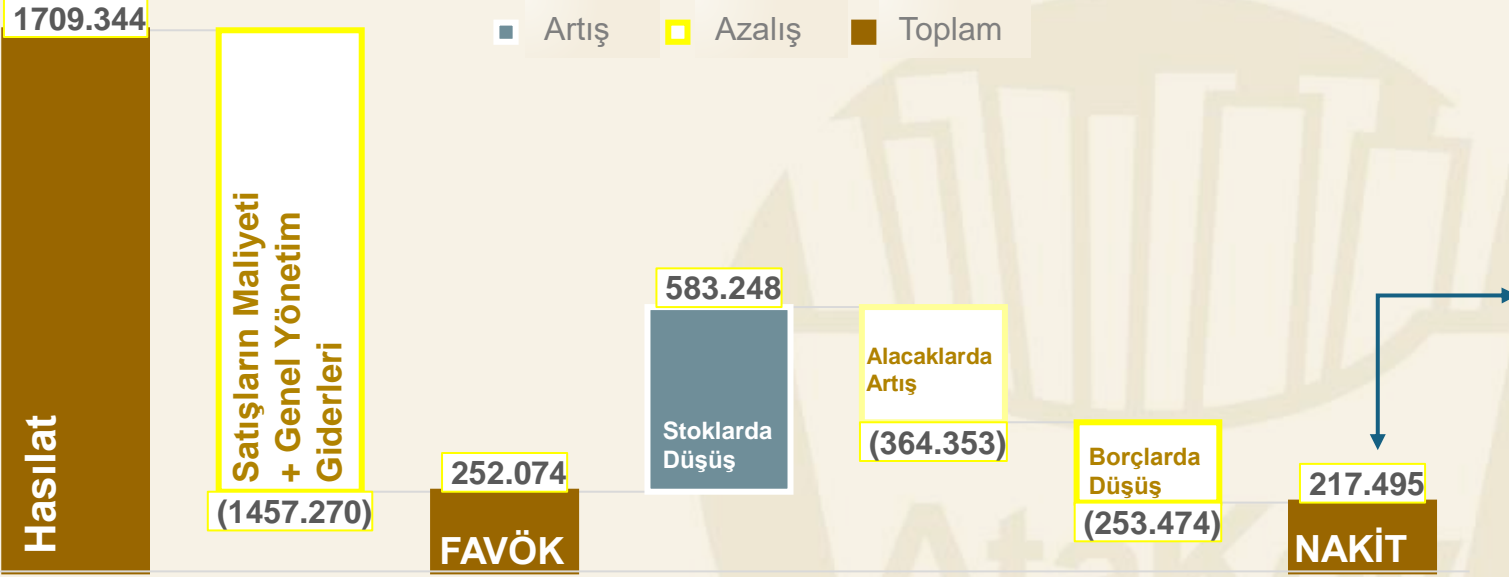 1709.344
Artış
Azalış
Toplam
Hasılat
Satışların Maliyeti
+ Genel Yönetim
Giderleri
(1457.270)
252.074
FAVÖK
583.248
Stoklarda
Düşüş
Alacaklarda
Artış
(364.353)
Borçlarda
Düşüş
(253.474)
217.495
NAKİT